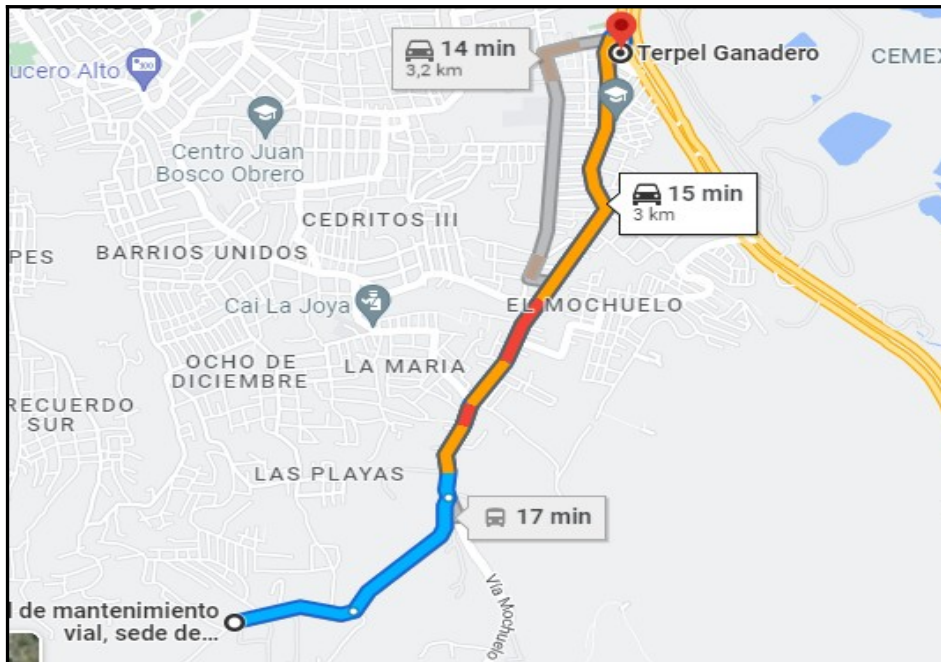 14 min
3,2 km
Terpel Ganadero
CEMEX
ucero Alto
Centro Juan
Bosco Obrero
15 min
3 km
CEDRITOS III
PES
BARRIOS UNIDOS
Cai La Joya
EL MOCHUELO
OCHO DE
DICIEMBRE
LA MARIA
RECUERDO
SUR
LAS PLAYAS
17 min
Vía Mochuelo
l de mantenimiento
vial, sede de...